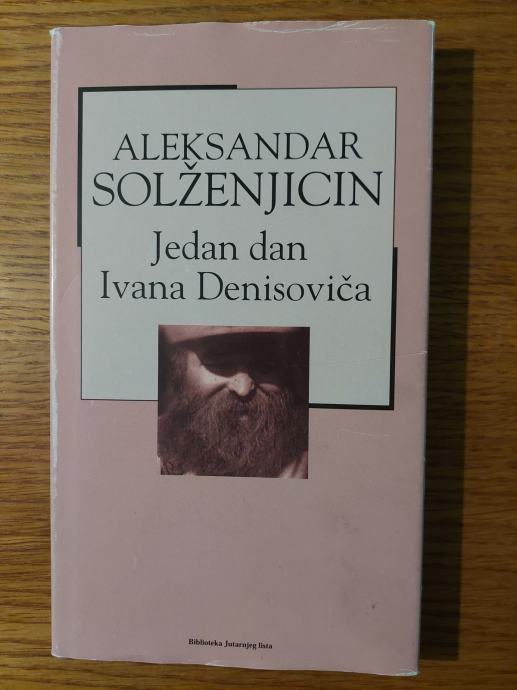 ALEKSANDAR
SOLŽENJICIN
Jedan dan
Ivana Denisoviča
Biblioteka Jutarnjeg lista